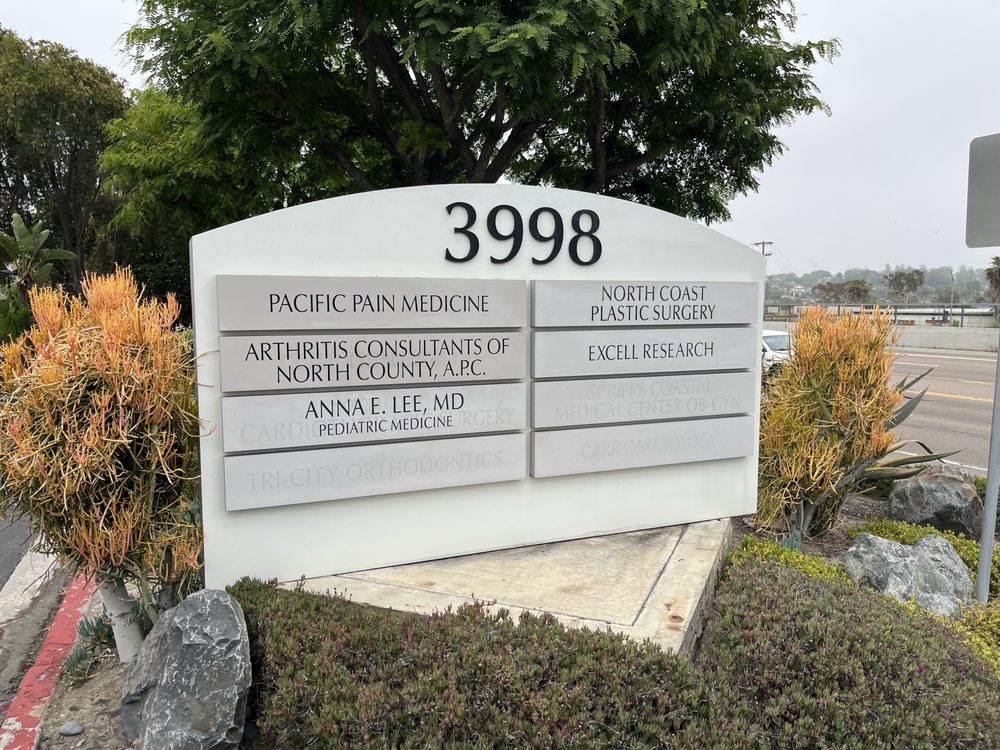 3998
PACIFIC PAIN MEDICINE
ARTHRITIS CONSULTANTS OF
NORTH COUNTY, A.P.C.
ANNA E. LEE, MD
PEDIATRIC MEDICINE
TRI-CITY ORTHODONTICS
NORTH COAST
PLASTIC SURGERY
EXCELL RESEARCH
SCRIPPS COASTAL
MEDICAL CENTER OB-GYN
CARR CARDIOLOGY